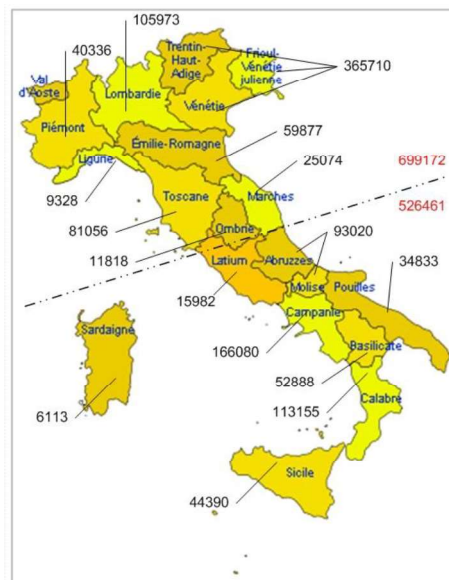 105973
40336
Trentin-
Haut-
Adige
Frioul-
Vénétie
julienne
365710
Val
d'Aoste
Lombardie
Vénétie
Piémont
Émilie-Romagne
59877
Ligurie
25074
699172
9328
Toscane
Marches
526461
81056
Ombrie
93020
11818
Latium
Abruzzes
34833
15982
Molise
Pouilles
Campanie
Sardaigne
166080
Basilicate
52888
6113
113155
Calabre
Sicile
44390